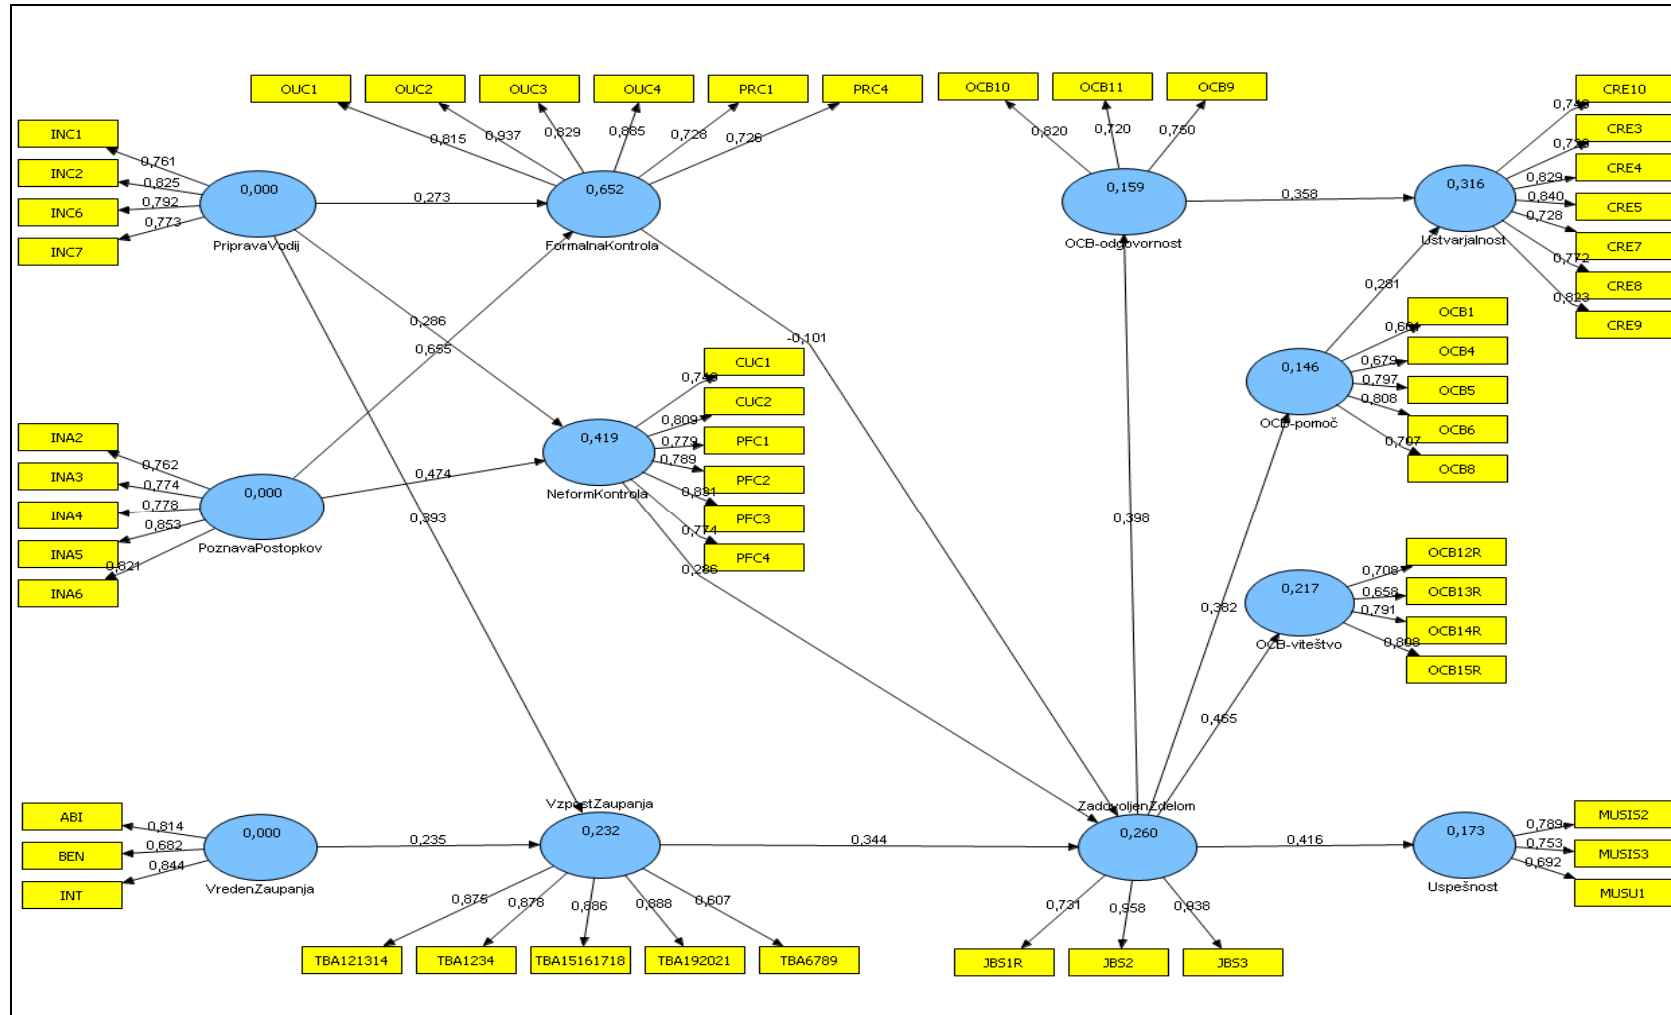 OUC1
OUC2
OUC3
OUC4
PRC1
PRC4
0,815
0,937
0,829
0,885
0,728
0,726
OCB10
OCB11
OCB9
0,820
0,720
0,750
CRE10
CRE3
CRE4
CRE5
CRE7
CRE8
CRE9
0,829
0,840
0,728
0,772
0,823
INC1
INC2
INC6
INC7
0,761
0,825
0,792
0,773
0,000
PripravaVodij
0,273
0,652
FormalnaKontrola
0,159
OCB-odgovornost
0,358
0,316
Ustvarjalnost
0,286
0,655
-0,101
0,281
OCB1
OCB4
OCB5
OCB6
OCB8
0,679
0,797
0,808
0,707
0,146
OCB-pomoč
CUC1
CUC2
PFC1
PFC2
PFC3
PFC4
0,809
0,779
0,789
0,831
0,774
0,419
NeformKontrola
INA2
INA3
INA4
INA5
INA6
0,762
0,774
0,778
0,853
0,821
0,000
PoznavaPostopkov
0,474
0,393
0,286
0,398
0,382
0,465
OCB12R
OCB13R
OCB14R
OCB15R
0,708
0,658
0,791
0,808
0,217
OCB-viteštvo
ABI
BEN
INT
0,814
0,682
0,844
0,000
VredenZaupanja
0,235
VzpostZaupanja
0,232
0,344
ZadovoljenZdelom
0,260
0,416
0,173
Uspešnost
MUSIS2
MUSIS3
MUSU1
0,789
0,753
0,692
0,875
0,878
0,886
0,888
0,607
TBA121314
TBA1234
TBA15161718
TBA192021
TBA6789
0,731
0,958
0,938
JBS1R
JBS2
JBS3